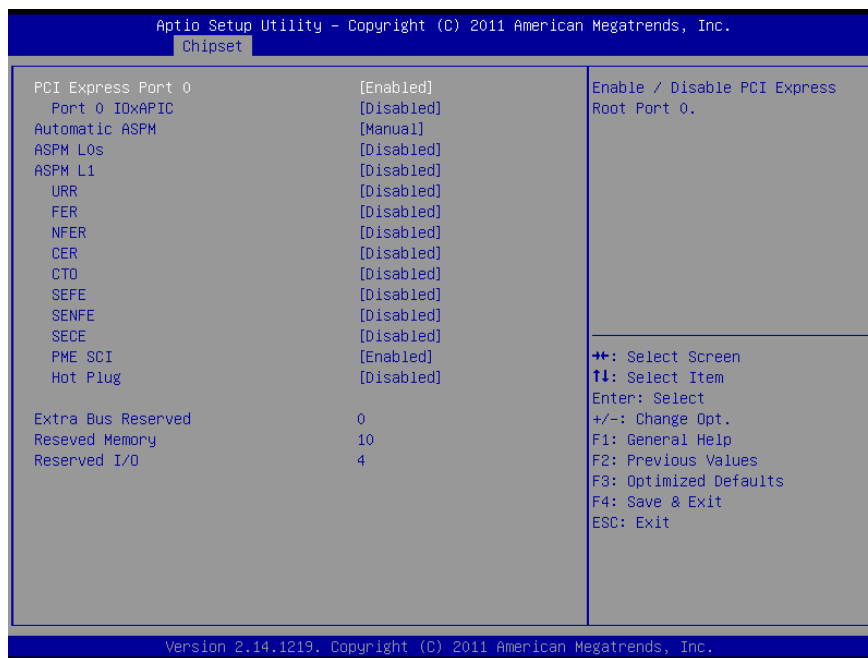 Aptio Setup Utility – Copyright (C) 2011 American Megatrends, Inc.
Chipset
PCI Express Port 0 [Enabled]
Port 0 IOxAPIC [Disabled]
Automatic ASPM [Manual]
ASPM L0s [Disabled]
ASPM L1 [Disabled]
URR [Disabled]
FER [Disabled]
NFER [Disabled]
CER [Disabled]
CTO [Disabled]
SEFE [Disabled]
SENFE [Disabled]
SECE [Disabled]
PME SCI [Enabled]
Hot Plug [Disabled]
Extra Bus Reserved 0
Reseved Memory 10
Reserved I/O 4
Enable / Disable PCI Express
Root Port 0.
→←: Select Screen
↑↓: Select Item
Enter: Select
+/-: Change Opt.
F1: General Help
F2: Previous Values
F3: Optimized Defaults
F4: Save & Exit
ESC: Exit
Version 2.14.1219. Copyright (C) 2011 American Megatrends, Inc.